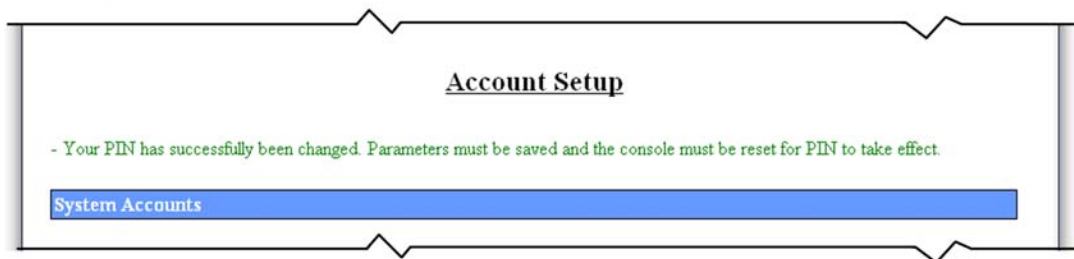 Account Setup
- Your PIN has successfully been changed. Parameters must be saved and the console must be reset for PIN to take effect.
System Accounts